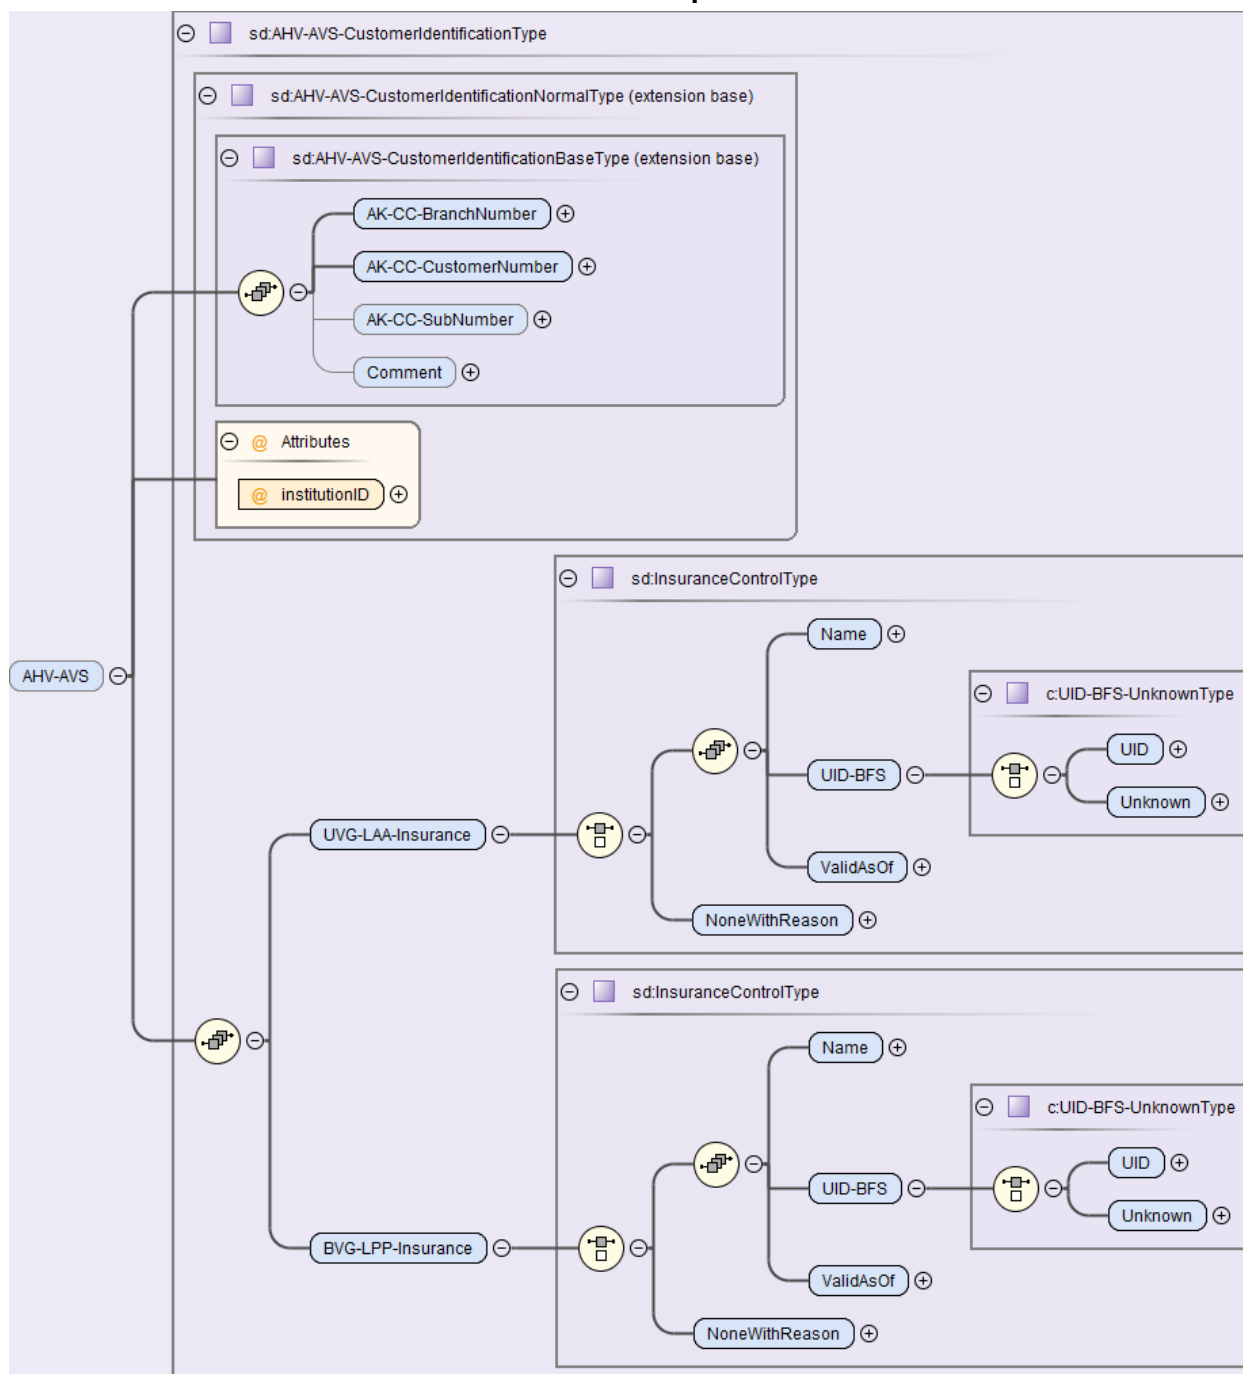 sd:AHV-AVS-CustomerIdentificationType
sd:AHV-AVS-CustomerIdentificationNormalType (extension base)
sd:AHV-AVS-CustomerIdentificationBaseType (extension base)
AK-CC-BranchNumber
AK-CC-CustomerNumber
AK-CC-SubNumber
Comment
@ Attributes
@ institutionID
AHV-AVS
sd:InsuranceControlType
Name
c:UID-BFS-UnknownType
UID
UID-BFS
Unknown
UVG-LAA-Insurance
ValidAsOf
NoneWithReason
sd:InsuranceControlType
Name
c:UID-BFS-UnknownType
UID
UID-BFS
Unknown
BVG-LPP-Insurance
ValidAsOf
NoneWithReason